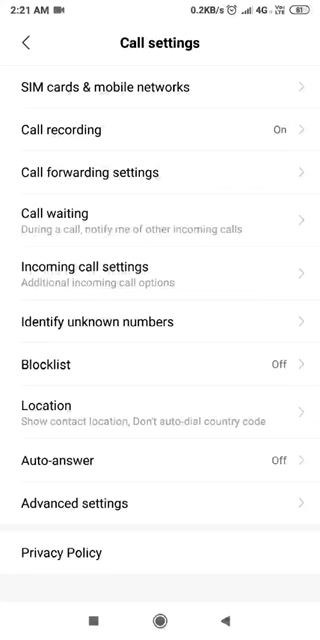 2:21 AM
0.2KB/s 4G VoLTE 81
Call settings
SIM cards & mobile networks
Call recording On
Call forwarding settings
Call waiting
During a call, notify me of other incoming calls
Incoming call settings
Additional incoming call options
Identify unknown numbers
Blocklist Off
Location
Show contact location, Don't auto-dial country code
Auto-answer Off
Advanced settings
Privacy Policy